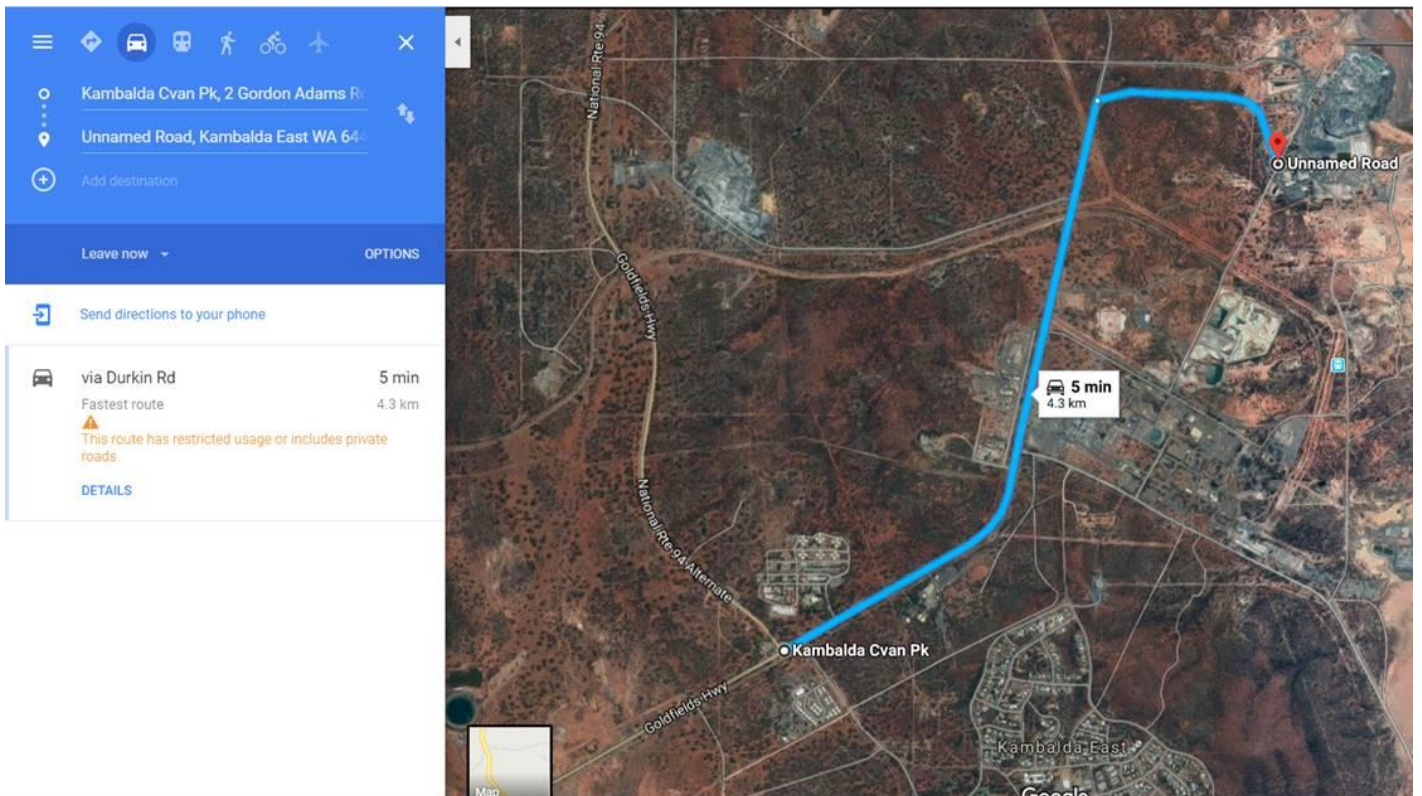 Kambalda Cvan Pk, 2 Gordon Adams R
Unnamed Road, Kambalda East WA 64
Add destination
Leave now
OPTIONS
Send directions to your phone
via Durkin Rd
5 min
Fastest route
4.3 km
This route has restricted usage or includes private
roads.
DETAILS
National Rte 94
Unnamed Road
Goldfields Hwy
5 min
4.3 km
National Rte 94 Alternate
Kambalda Cvan Pk
Goldfields Hwy
Kambalda East
Map
Google